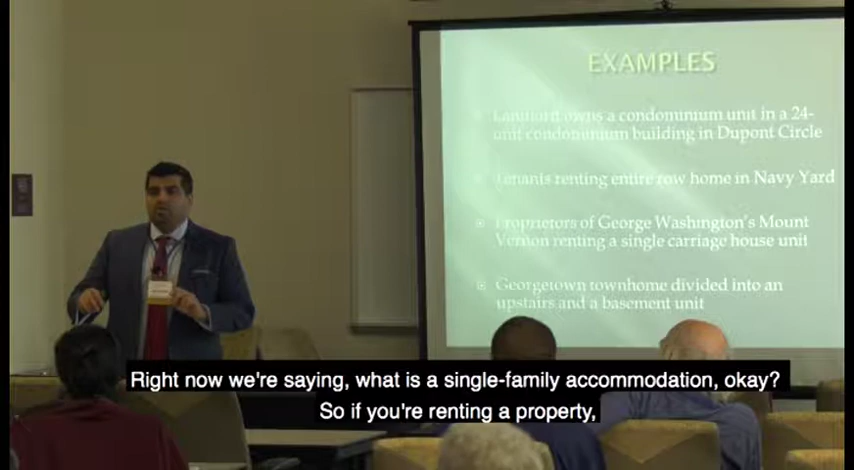 EXAMPLES
Landlord owns a condominium unit in a 24-
unit condominium building in Dupont Circle
Tenants renting entire row home in Navy Yard
Proprietors of George Washington's Mount
Vernon renting a single carriage house unit
Georgetown townhome divided into an
upstairs and a basement unit
Right now we're saying, what is a single-family accommodation, okay?
So if you're renting a property,